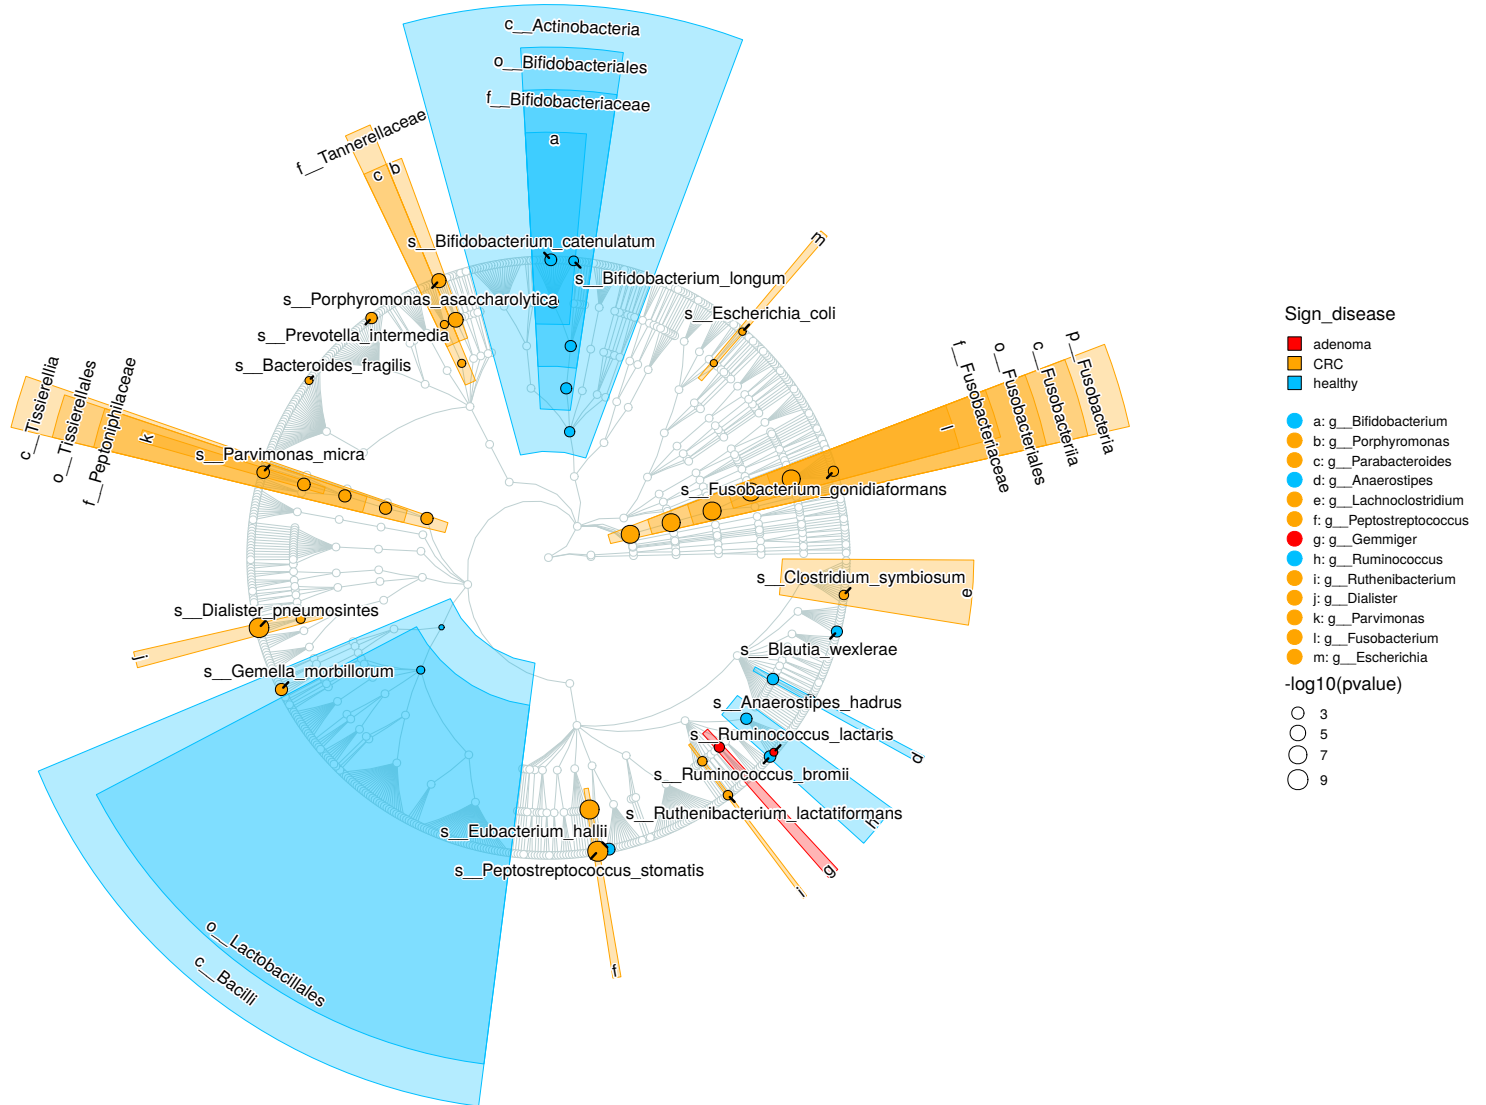 c__Actinobacteria
o__Bifidobacteriales
f__Bifidobacteriaceae
a
f__Tannerellaceae
c
b
s__Bifidobacterium_catenulatum
s__Bifidobacterium_longum
m
s__Porphyromonas_asaccharolytica
s__Escherichia_coli
s__Prevotella_intermedia
s__Bacteroides_fragilis
c__Tissierellia
o__Tissierellales
f__Peptoniphilaceae
k
s__Parvimonas_micra
f__Fusobacteriaceae
o__Fusobacteriales
c__Fusobacteriia
p__Fusobacteria
l
s__Fusobacterium_gonidiaformans
s__Clostridium_symbiosum
e
s__Dialister_pneumosintes
j
s__Blautia_wexlerae
s__Gemella_morbillorum
s__Anaerostipes_hadrus
s__Ruminococcus_lactaris
d
s__Ruminococcus_bromii
s__Ruthenibacterium_lactatiformans
h
s__Eubacterium_hallii
s__Peptostreptococcus_stomatis
g
i
f
o__Lactobacillales
c__Bacilli
Sign_disease
adenoma
CRC
healthy
a: g__Bifidobacterium
b: g__Porphyromonas
c: g__Parabacteroides
d: g__Anaerostipes
e: g__Lachnoclostridium
f: g__Peptostreptococcus
g: g__Gemmiger
h: g__Ruminococcus
i: g__Ruthenibacterium
j: g__Dialister
k: g__Parvimonas
l: g__Fusobacterium
m: g__Escherichia
-log10(pvalue)
3
5
7
9